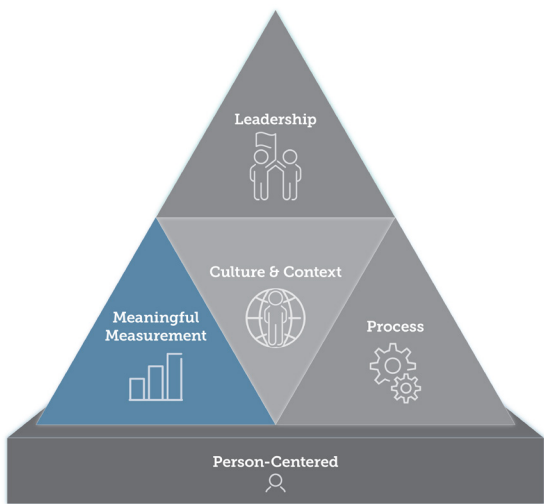 Leadership
Culture & Context
Meaningful
Measurement
Process
Person-Centered